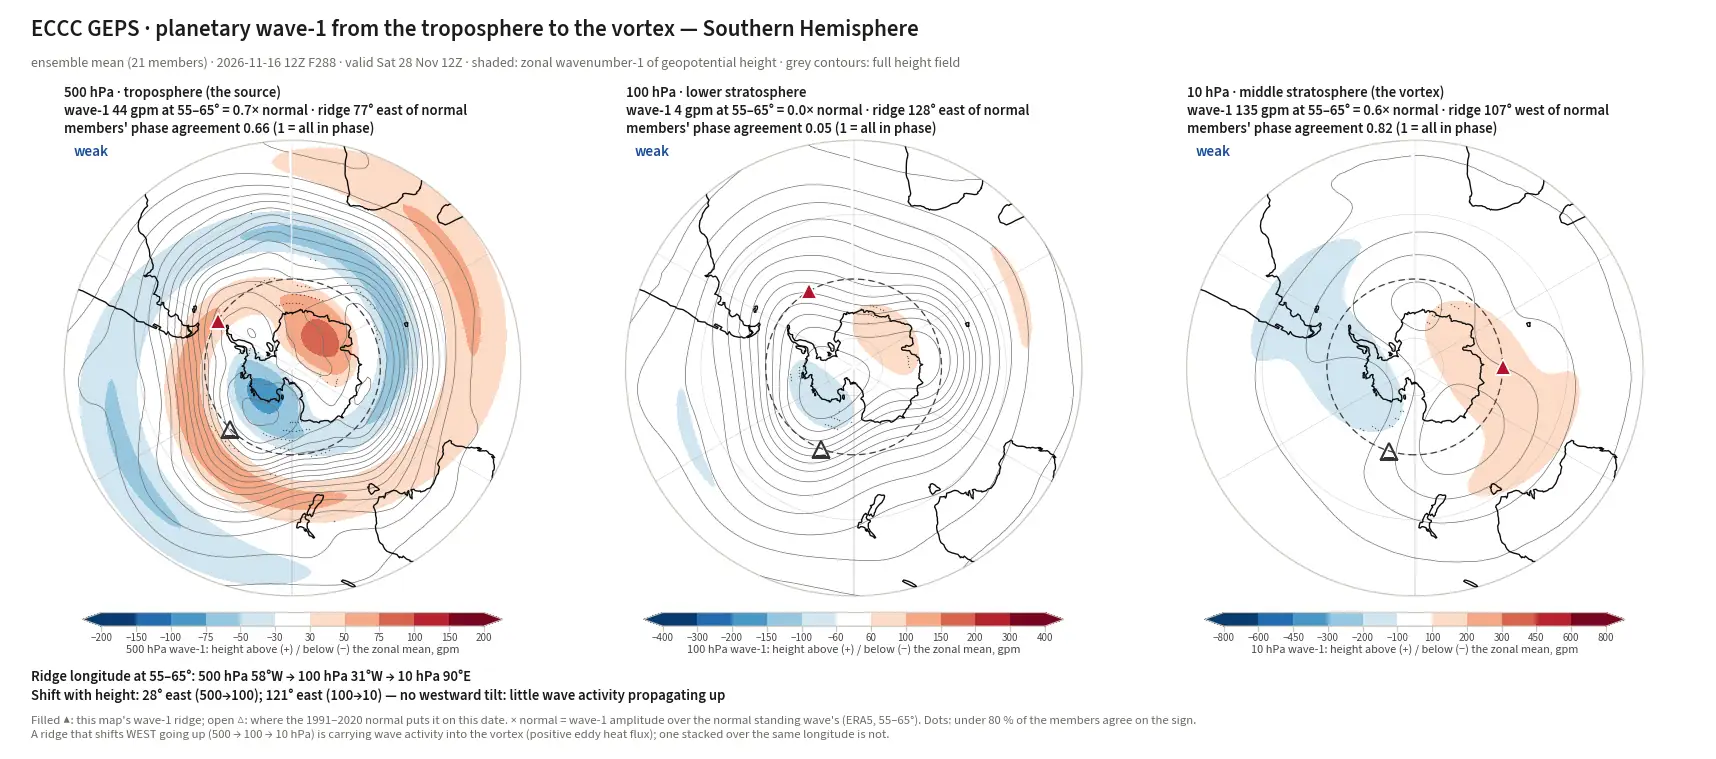 ECCC GEPS · planetary wave-1 from the troposphere to the vortex — Southern Hemisphere
ensemble mean (21 members) · 2026-11-16 12Z F288 · valid Sat 28 Nov 12Z · shaded: zonal wavenumber-1 of geopotential height · grey contours: full height field
500 hPa · troposphere (the source)
wave-1 44 gpm at 55–65° = 0.7× normal · ridge 77° east of normal
members' phase agreement 0.66 (1 = all in phase)
weak
100 hPa · lower stratosphere
wave-1 4 gpm at 55–65° = 0.0× normal · ridge 128° east of normal
members' phase agreement 0.05 (1 = all in phase)
weak
10 hPa · middle stratosphere (the vortex)
wave-1 135 gpm at 55–65° = 0.6× normal · ridge 107° west of normal
members' phase agreement 0.82 (1 = all in phase)
weak
−200 −150 −100 −75 −50 −30 30 50 75 100 150 200
500 hPa wave-1: height above (+) / below (−) the zonal mean, gpm
−400 −300 −200 −150 −100 −60 60 100 150 200 300 400
100 hPa wave-1: height above (+) / below (−) the zonal mean, gpm
−800 −600 −450 −300 −200 −100 100 200 300 450 600 800
10 hPa wave-1: height above (+) / below (−) the zonal mean, gpm
Ridge longitude at 55–65°: 500 hPa 58°W → 100 hPa 31°W → 10 hPa 90°E
Shift with height: 28° east (500→100); 121° east (100→10) — no westward tilt: little wave activity propagating up
Filled ▲: this map's wave-1 ridge; open △: where the 1991–2020 normal puts it on this date. × normal = wave-1 amplitude over the normal standing wave's (ERA5, 55–65°). Dots: under 80 % of the members agree on the sign.
A ridge that shifts WEST going up (500 → 100 → 10 hPa) is carrying wave activity into the vortex (positive eddy heat flux); one stacked over the same longitude is not.